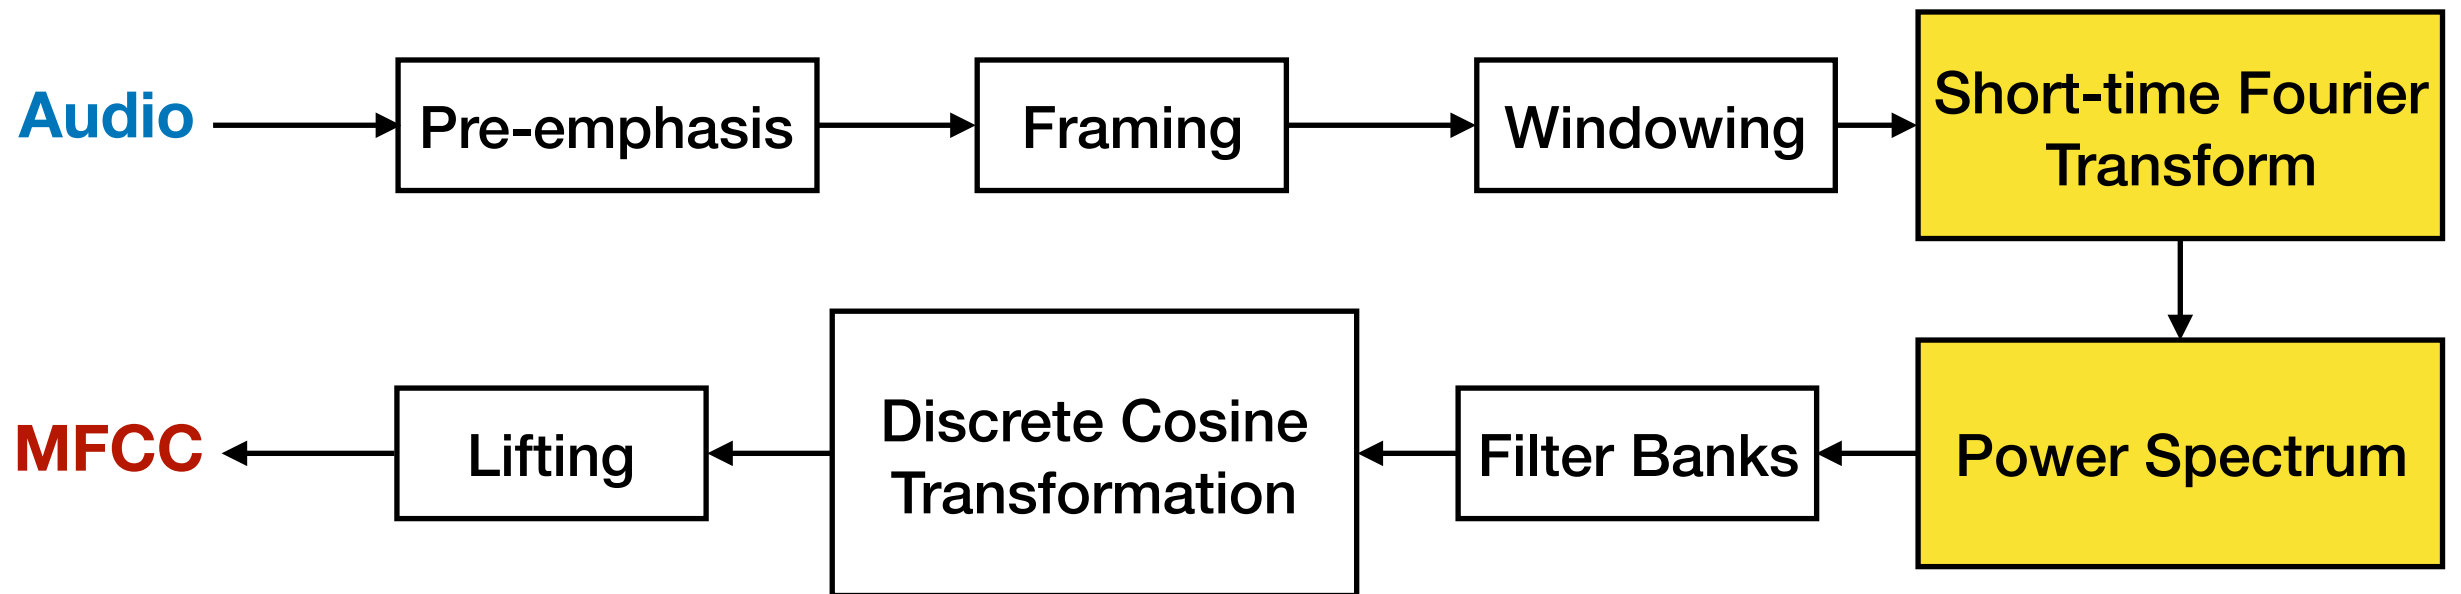 Audio
Pre-emphasis
Framing
Windowing
Short-time Fourier
Transform
Power Spectrum
Filter Banks
Discrete Cosine
Transformation
Lifting
MFCC